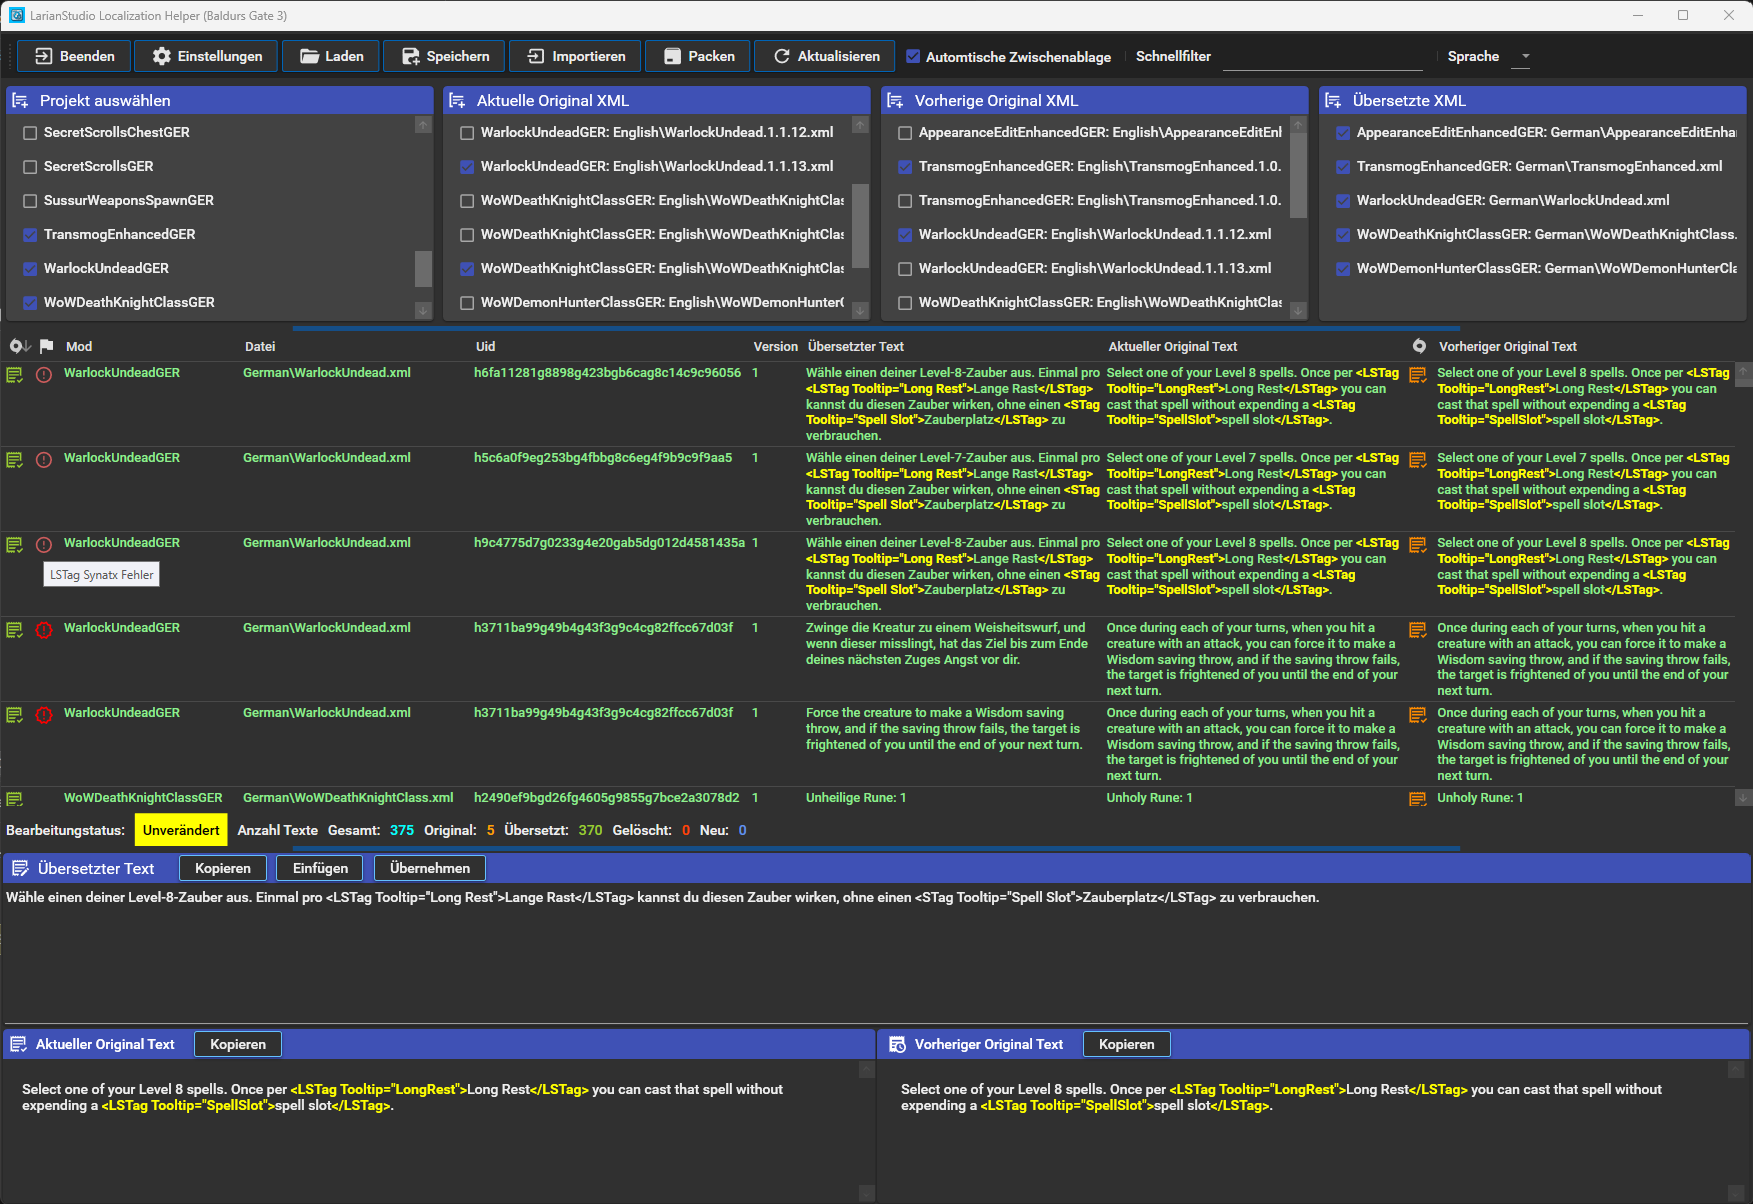 LarianStudio Localization Helper (Baldurs Gate 3)
Beenden Einstellungen Laden Speichern Importieren Packen Aktualisieren Automtische Zwischenablage Schnellfilter Sprache
Projekt auswählen
SecretScrollsChestGER
SecretScrollsGER
SussurWeaponsSpawnGER
TransmogEnhancedGER
WarlockUndeadGER
WoWDeathKnightClassGER
Aktuelle Original XML
WarlockUndeadGER: English\WarlockUndead.1.1.12.xml
WarlockUndeadGER: English\WarlockUndead.1.1.13.xml
WoWDeathKnightClassGER: English\WoWDeathKnightClas
WoWDeathKnightClassGER: English\WoWDeathKnightClas
WoWDeathKnightClassGER: English\WoWDeathKnightClas
WoWDemonHunterClassGER: English\WoWDemonHunterC
Vorherige Original XML
AppearanceEditEnhancedGER: English\AppearanceEditEnh
TransmogEnhancedGER: English\TransmogEnhanced.1.0.
TransmogEnhancedGER: English\TransmogEnhanced.1.0.
WarlockUndeadGER: English\WarlockUndead.1.1.12.xml
WarlockUndeadGER: English\WarlockUndead.1.1.13.xml
WoWDeathKnightClassGER: English\WoWDeathKnightClas
Übersetzte XML
AppearanceEditEnhancedGER: German\AppearanceEditEnha
TransmogEnhancedGER: German\TransmogEnhanced.xml
WarlockUndeadGER: German\WarlockUndead.xml
WoWDeathKnightClassGER: German\WoWDeathKnightClass.
WoWDemonHunterClassGER: German\WoWDemonHunterCla
Mod Datei Uid Version Übersetzter Text Aktueller Original Text Vorheriger Original Text
WarlockUndeadGER German\WarlockUndead.xml h6fa11281g8898g423bgb6cag8c14c9c96056 1
Wähle einen deiner Level-8-Zauber aus. Einmal pro
<LSTag Tooltip="Long Rest">Lange Rast</LSTag>
kannst du diesen Zauber wirken, ohne einen <STag
Tooltip="Spell Slot">Zauberplatz</LSTag> zu
verbrauchen.
Select one of your Level 8 spells. Once per <LSTag
Tooltip="LongRest">Long Rest</LSTag> you can
cast that spell without expending a <LSTag
Tooltip="SpellSlot">spell slot</LSTag>.
Select one of your Level 8 spells. Once per <LSTag
Tooltip="LongRest">Long Rest</LSTag> you can
cast that spell without expending a <LSTag
Tooltip="SpellSlot">spell slot</LSTag>.
WarlockUndeadGER German\WarlockUndead.xml h5c6a0f9eg253bg4fbbg8c6eg4f9b9c9f9aa5 1
Wähle einen deiner Level-7-Zauber aus. Einmal pro
<LSTag Tooltip="Long Rest">Lange Rast</LSTag>
kannst du diesen Zauber wirken, ohne einen <STag
Tooltip="Spell Slot">Zauberplatz</LSTag> zu
verbrauchen.
Select one of your Level 7 spells. Once per <LSTag
Tooltip="LongRest">Long Rest</LSTag> you can
cast that spell without expending a <LSTag
Tooltip="SpellSlot">spell slot</LSTag>.
Select one of your Level 7 spells. Once per <LSTag
Tooltip="LongRest">Long Rest</LSTag> you can
cast that spell without expending a <LSTag
Tooltip="SpellSlot">spell slot</LSTag>.
WarlockUndeadGER German\WarlockUndead.xml h9c4775d7g0233g4e20gab5dg012d4581435a 1
LSTag Synatx Fehler
Wähle einen deiner Level-8-Zauber aus. Einmal pro
<LSTag Tooltip="Long Rest">Lange Rast</LSTag>
kannst du diesen Zauber wirken, ohne einen <STag
Tooltip="Spell Slot">Zauberplatz</LSTag> zu
verbrauchen.
Select one of your Level 8 spells. Once per <LSTag
Tooltip="LongRest">Long Rest</LSTag> you can
cast that spell without expending a <LSTag
Tooltip="SpellSlot">spell slot</LSTag>.
Select one of your Level 8 spells. Once per <LSTag
Tooltip="LongRest">Long Rest</LSTag> you can
cast that spell without expending a <LSTag
Tooltip="SpellSlot">spell slot</LSTag>.
WarlockUndeadGER German\WarlockUndead.xml h3711ba99g49b4g43f3g9c4cg82ffcc67d03f 1
Zwinge die Kreatur zu einem Weisheitswurf, und
wenn dieser misslingt, hat das Ziel bis zum Ende
deines nächsten Zuges Angst vor dir.
Once during each of your turns, when you hit a
creature with an attack, you can force it to make a
Wisdom saving throw, and if the saving throw fails,
the target is frightened of you until the end of your
next turn.
Once during each of your turns, when you hit a
creature with an attack, you can force it to make a
Wisdom saving throw, and if the saving throw fails,
the target is frightened of you until the end of your
next turn.
WarlockUndeadGER German\WarlockUndead.xml h3711ba99g49b4g43f3g9c4cg82ffcc67d03f 1
Force the creature to make a Wisdom saving
throw, and if the saving throw fails, the target is
frightened of you until the end of your next turn.
Once during each of your turns, when you hit a
creature with an attack, you can force it to make a
Wisdom saving throw, and if the saving throw fails,
the target is frightened of you until the end of your
next turn.
Once during each of your turns, when you hit a
creature with an attack, you can force it to make a
Wisdom saving throw, and if the saving throw fails,
the target is frightened of you until the end of your
next turn.
WoWDeathKnightClassGER German\WoWDeathKnightClass.xml h2490ef9bgd26fg4605g9855g7bce2a3078d2 1 Unheilige Rune: 1 Unholy Rune: 1 Unholy Rune: 1
Bearbeitungstatus: Unverändert Anzahl Texte Gesamt: 375 Original: 5 Übersetzt: 370 Gelöscht: 0 Neu: 0
Übersetzter Text Kopieren Einfügen Übernehmen
Wähle einen deiner Level-8-Zauber aus. Einmal pro <LSTag Tooltip="Long Rest">Lange Rast</LSTag> kannst du diesen Zauber wirken, ohne einen <STag Tooltip="Spell Slot">Zauberplatz</LSTag> zu verbrauchen.
Aktueller Original Text Kopieren
Select one of your Level 8 spells. Once per <LSTag Tooltip="LongRest">Long Rest</LSTag> you can cast that spell without
expending a <LSTag Tooltip="SpellSlot">spell slot</LSTag>.
Vorheriger Original Text Kopieren
Select one of your Level 8 spells. Once per <LSTag Tooltip="LongRest">Long Rest</LSTag> you can cast that spell without
expending a <LSTag Tooltip="SpellSlot">spell slot</LSTag>.